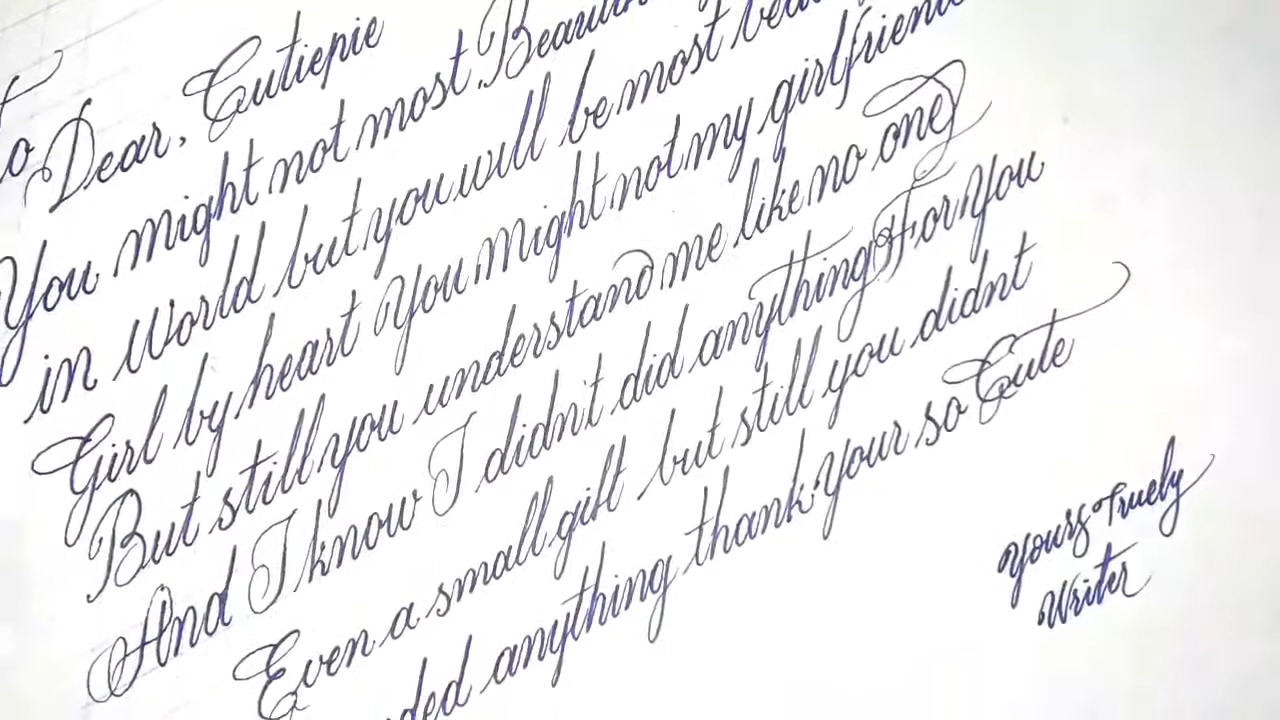 To
Dear, Cutiepie
You might not most
in World but you will be most
Girl by heart You might not my girlfriend
But still you understand me like no one
And I know I didn't did anything For You
Even a small gift but still you didnt
anything thank your so Cute
Yours Truely
Writer